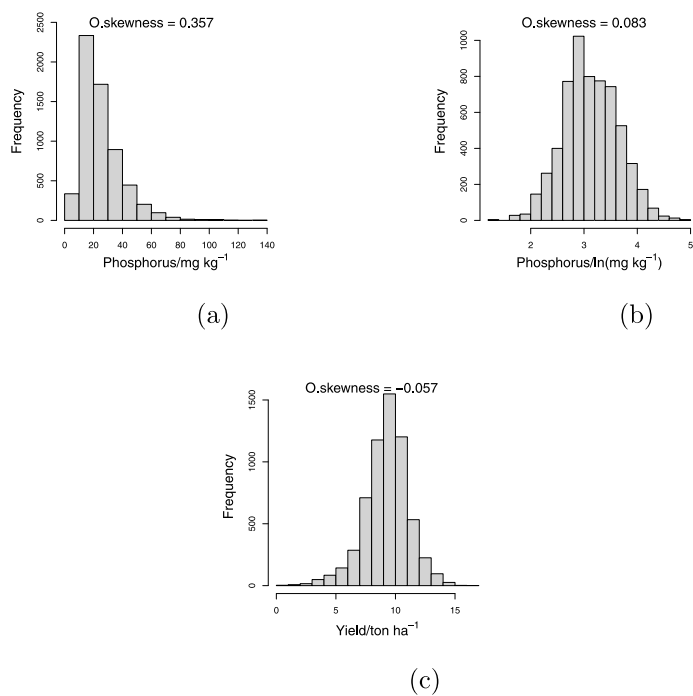 O.skewness = 0.357
Frequency
2500
1500
500
0
0 20 40 60 80 100 120 140
Phosphorus/mg kg⁻¹
(a)
O.skewness = 0.083
Frequency
1000
800
600
400
200
0
2 3 4 5
Phosphorus/ln(mg kg⁻¹)
(b)
O.skewness = −0.057
Frequency
1500
1000
500
0
0 5 10 15
Yield/ton ha⁻¹
(c)